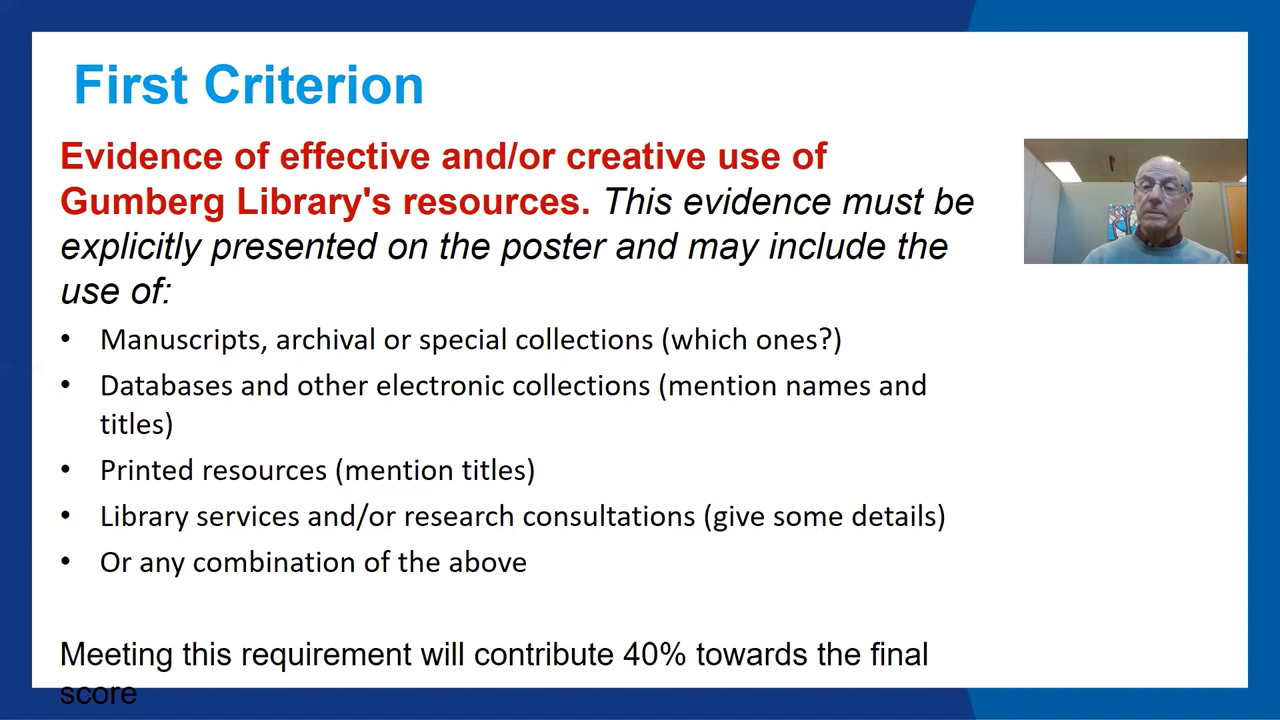 First Criterion
Evidence of effective and/or creative use of
Gumberg Library's resources. This evidence must be
explicitly presented on the poster and may include the
use of:
• Manuscripts, archival or special collections (which ones?)
• Databases and other electronic collections (mention names and
titles)
• Printed resources (mention titles)
• Library services and/or research consultations (give some details)
• Or any combination of the above
Meeting this requirement will contribute 40% towards the final
score